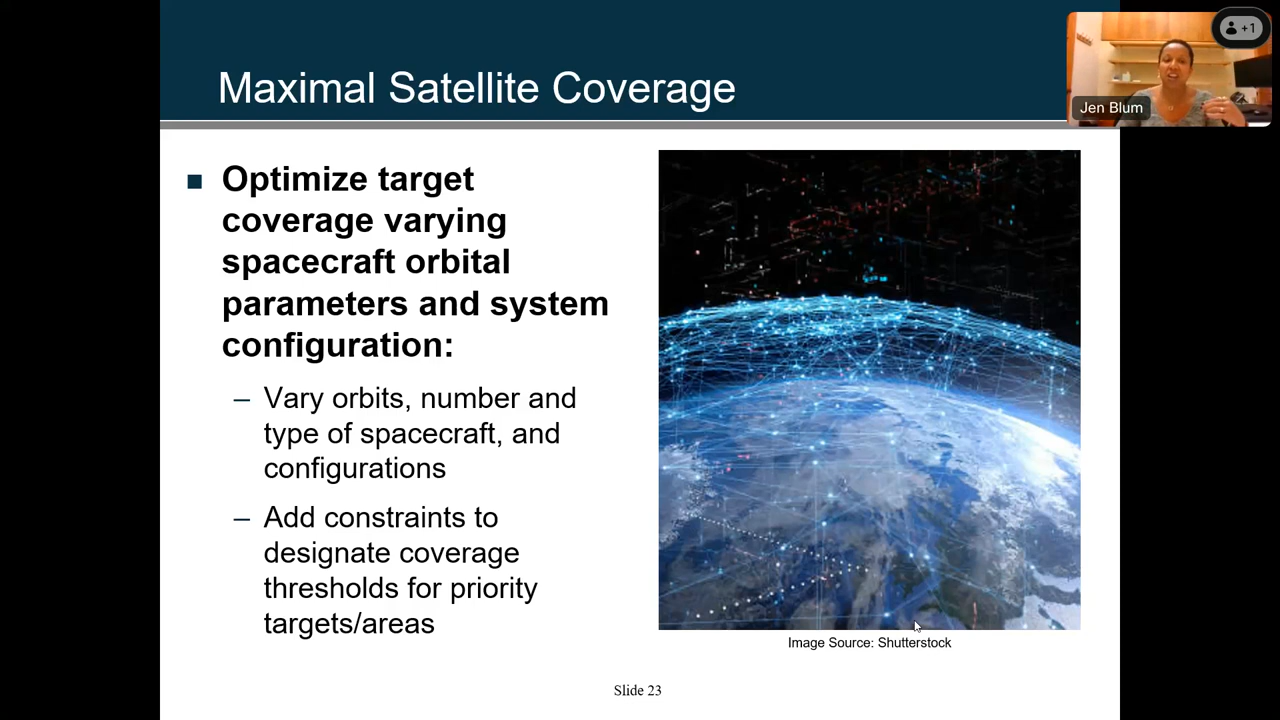 Maximal Satellite Coverage
+1
Jen Blum
■ Optimize target
coverage varying
spacecraft orbital
parameters and system
configuration:
– Vary orbits, number and
type of spacecraft, and
configurations
– Add constraints to
designate coverage
thresholds for priority
targets/areas
Image Source: Shutterstock
Slide 23